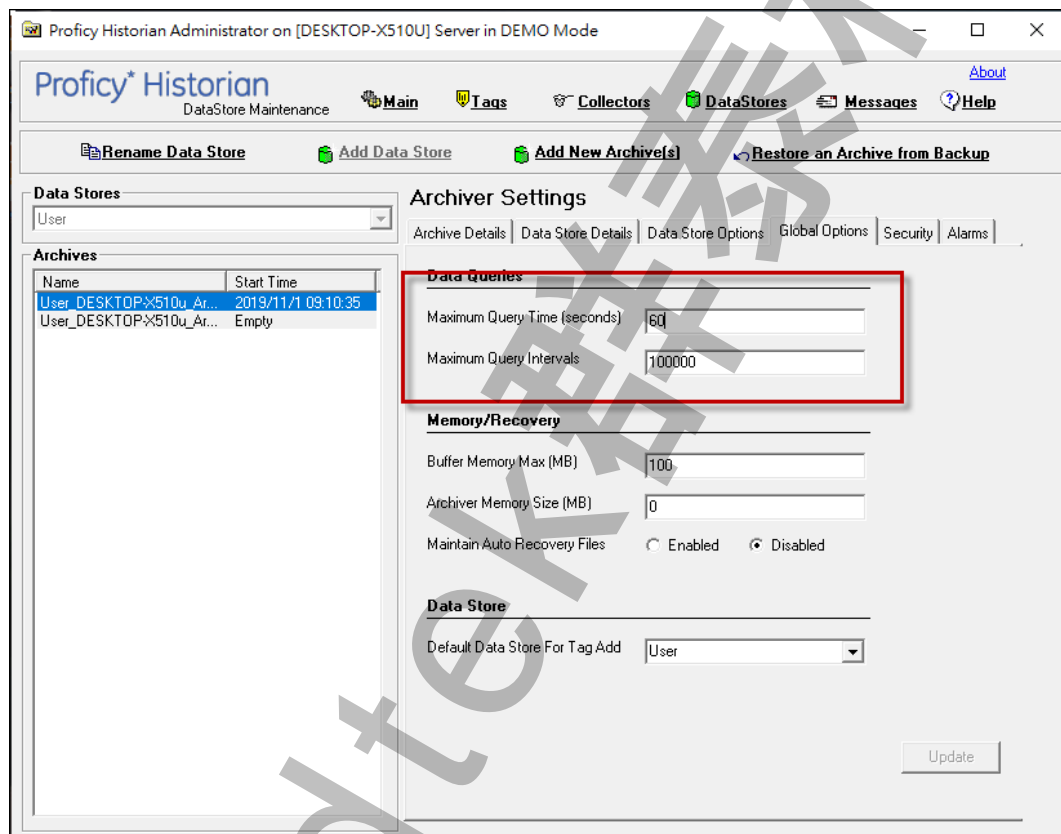 Proficy Historian Administrator on [DESKTOP-X510U] Server in DEMO Mode
About
Proficy* Historian
DataStore Maintenance
Main Tags Collectors DataStores Messages Help
Rename Data Store Add Data Store Add New Archive[s] Restore an Archive from Backup
Data Stores
User
Archives
Name Start Time
User_DESKTOP-X510u_Ar... 2019/11/1 09:10:35
User_DESKTOP-X510u_Ar... Empty
Archiver Settings
Archive Details Data Store Details Data Store Options Global Options Security Alarms
Data Queries
Maximum Query Time (seconds) 60
Maximum Query Intervals 100000
Memory/Recovery
Buffer Memory Max (MB) 100
Archiver Memory Size (MB) 0
Maintain Auto Recovery Files Enabled Disabled
Data Store
Default Data Store For Tag Add User
Update